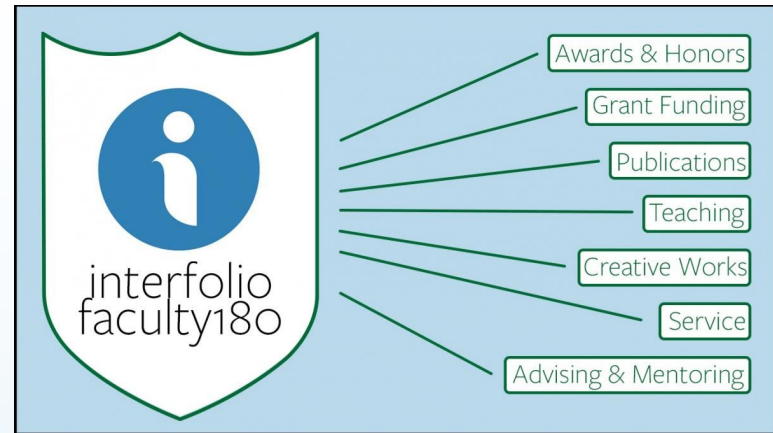 interfolio
faculty180
Awards & Honors
Grant Funding
Publications
Teaching
Creative Works
Service
Advising & Mentoring